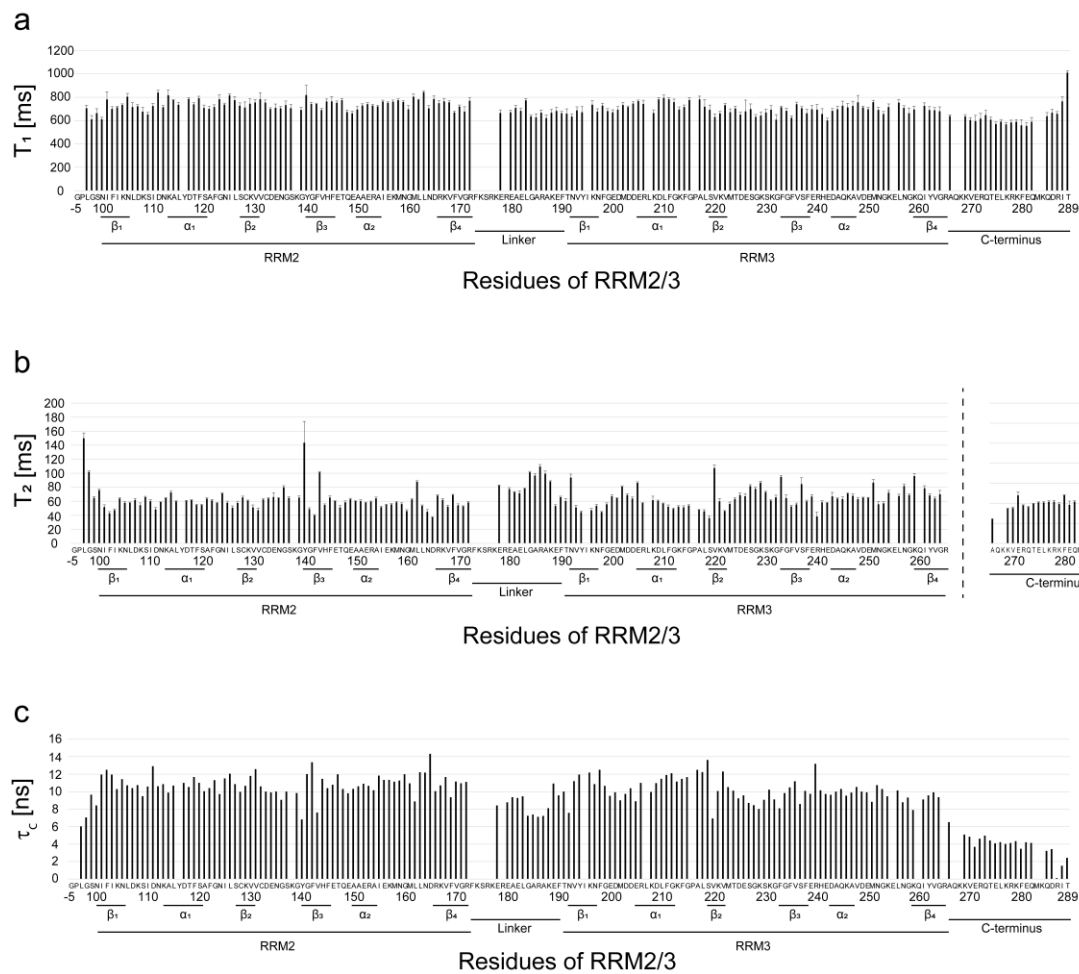 a
1200
1000
800
600
400
200
0
T₁ [ms]
GPLGSNIFIKNLDKSIDNKALYDTFSAFGNILSCKVVCDENGSKGYGFVHFETQEAAERAIEKMNGMLLNDRKVFVGRFKSRKEREAELGARAKEFTNVYIKNFGEDMDDERLKDLFGKFGPALSVKVMTDESGKSKGFGFVSFERHEDAQKAVDEMNGKELNGKQIYVGRAQKKVERQTELKRKFEQMKQDRIT
-5 100 110 120 130 140 150 160 170 180 190 200 210 220 230 240 250 260 270 280 289
β₁ α₁ β₂ β₃ α₂ β₄ Linker β₁ α₁ β₂ β₃ α₂ β₄ C-terminus
RRM2 RRM3
Residues of RRM2/3
b
200
180
160
140
120
100
80
60
40
20
0
T₂ [ms]
GPLGSNIFIKNLDKSIDNKALYDTFSAFGNILSCKVVCDENGSKGYGFVHFETQEAAERAIEKMNGMLLNDRKVFVGRFKSRKEREAELGARAKEFTNVYIKNFGEDMDDERLKDLFGKFGPALSVKVMTDESGKSKGFGFVSFERHEDAQKAVDEMNGKELNGKQIYVGR AQKKVERQTELKRKFEQ
-5 100 110 120 130 140 150 160 170 180 190 200 210 220 230 240 250 260 270 280
β₁ α₁ β₂ β₃ α₂ β₄ Linker β₁ α₁ β₂ β₃ α₂ β₄ C-terminus
RRM2 RRM3
Residues of RRM2/3
c
16
14
12
10
8
6
4
2
0
τc [ns]
GPLGSNIFIKNLDKSIDNKALYDTFSAFGNILSCKVVCDENGSKGYGFVHFETQEAAERAIEKMNGMLLNDRKVFVGRFKSRKEREAELGARAKEFTNVYIKNFGEDMDDERLKDLFGKFGPALSVKVMTDESGKSKGFGFVSFERHEDAQKAVDEMNGKELNGKQIYVGRAQKKVERQTELKRKFEQMKQDRIT
-5 100 110 120 130 140 150 160 170 180 190 200 210 220 230 240 250 260 270 280 289
β₁ α₁ β₂ β₃ α₂ β₄ Linker β₁ α₁ β₂ β₃ α₂ β₄ C-terminus
RRM2 RRM3
Residues of RRM2/3